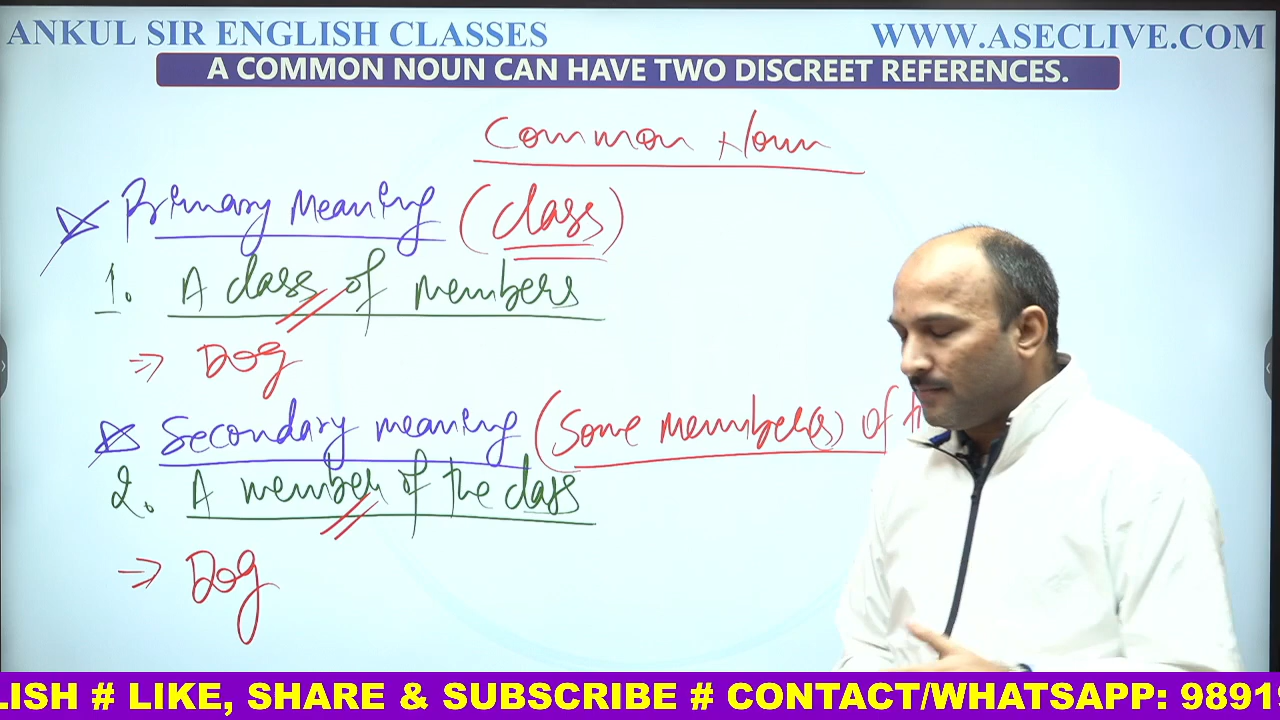 ANKUL SIR ENGLISH CLASSES
WWW.ASECLIVE.COM
A COMMON NOUN CAN HAVE TWO DISCREET REFERENCES.
Common Noun
Primary Meaning (class)
1. A class of members
⇒ Dog
Secondary meaning (Some member(s) of
2. A member of the class
⇒ Dog
LISH # LIKE, SHARE & SUBSCRIBE # CONTACT/WHATSAPP: 9891